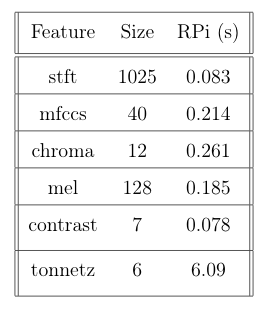 Feature Size RPi (s)
stft 1025 0.083
mfccs 40 0.214
chroma 12 0.261
mel 128 0.185
contrast 7 0.078
tonnetz 6 6.09